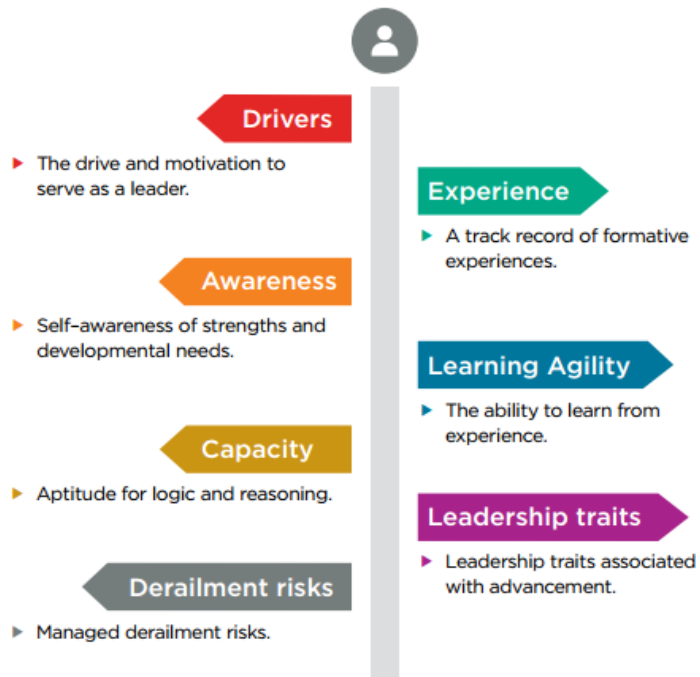 Drivers
▶ The drive and motivation to
serve as a leader.
Experience
▶ A track record of formative
experiences.
Awareness
▶ Self–awareness of strengths and
developmental needs.
Learning Agility
▶ The ability to learn from
experience.
Capacity
▶ Aptitude for logic and reasoning.
Leadership traits
▶ Leadership traits associated
with advancement.
Derailment risks
▶ Managed derailment risks.